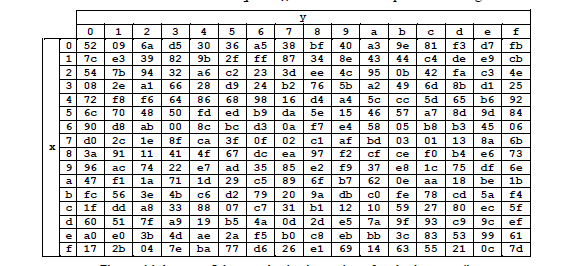 y
0 1 2 3 4 5 6 7 8 9 a b c d e f
0 52 09 6a d5 30 36 a5 38 bf 40 a3 9e 81 f3 d7 fb
1 7c e3 39 82 9b 2f ff 87 34 8e 43 44 c4 de e9 cb
2 54 7b 94 32 a6 c2 23 3d ee 4c 95 0b 42 fa c3 4e
3 08 2e a1 66 28 d9 24 b2 76 5b a2 49 6d 8b d1 25
4 72 f8 f6 64 86 68 98 16 d4 a4 5c cc 5d 65 b6 92
5 6c 70 48 50 fd ed b9 da 5e 15 46 57 a7 8d 9d 84
6 90 d8 ab 00 8c bc d3 0a f7 e4 58 05 b8 b3 45 06
x 7 d0 2c 1e 8f ca 3f 0f 02 c1 af bd 03 01 13 8a 6b
8 3a 91 11 41 4f 67 dc ea 97 f2 cf ce f0 b4 e6 73
9 96 ac 74 22 e7 ad 35 85 e2 f9 37 e8 1c 75 df 6e
a 47 f1 1a 71 1d 29 c5 89 6f b7 62 0e aa 18 be 1b
b fc 56 3e 4b c6 d2 79 20 9a db c0 fe 78 cd 5a f4
c 1f dd a8 33 88 07 c7 31 b1 12 10 59 27 80 ec 5f
d 60 51 7f a9 19 b5 4a 0d 2d e5 7a 9f 93 c9 9c ef
e a0 e0 3b 4d ae 2a f5 b0 c8 eb bb 3c 83 53 99 61
f 17 2b 04 7e ba 77 d6 26 e1 69 14 63 55 21 0c 7d